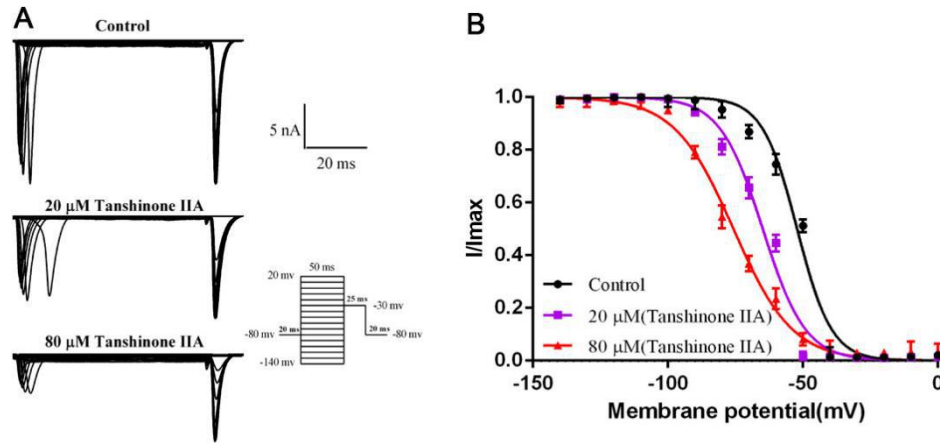 A
Control
5 nA
20 ms
20 μM Tanshinone IIA
80 μM Tanshinone IIA
50 ms
20 mv
25 ms
-30 mv
-80 mv
20 ms
20 ms
-80 mv
-140 mv
B
I/Imax
1.0
0.8
0.6
0.4
0.2
0.0
Control
20 μM(Tanshinone IIA)
80 μM(Tanshinone IIA)
-150
-100
-50
0
Membrane potential(mV)